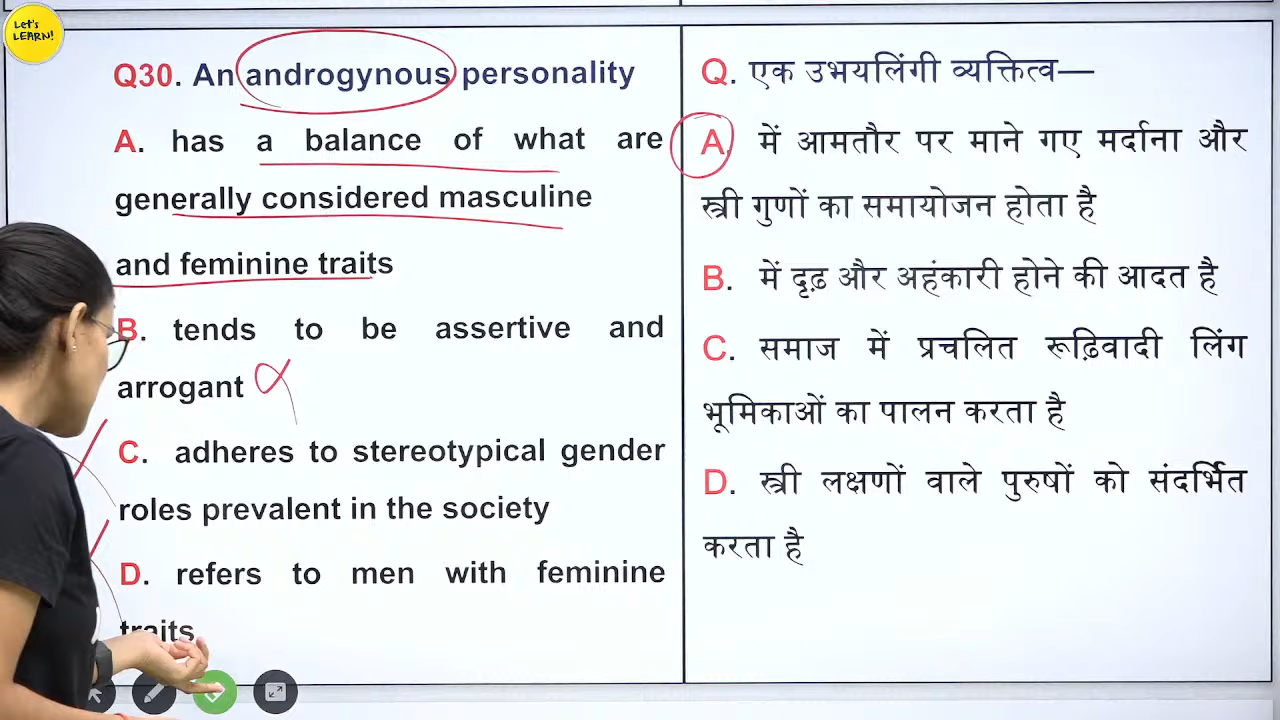 Let's
LEARN!
Q30. An androgynous personality
A. has a balance of what are
generally considered masculine
and feminine traits
B. tends to be assertive and
arrogant
C. adheres to stereotypical gender
roles prevalent in the society
D. refers to men with feminine
traits
Q. एक उभयलिंगी व्यक्तित्व—
A. में आमतौर पर माने गए मर्दाना और
स्त्री गुणों का समायोजन होता है
B. में दृढ़ और अहंकारी होने की आदत है
C. समाज में प्रचलित रूढ़िवादी लिंग
भूमिकाओं का पालन करता है
D. स्त्री लक्षणों वाले पुरुषों को संदर्भित
करता है